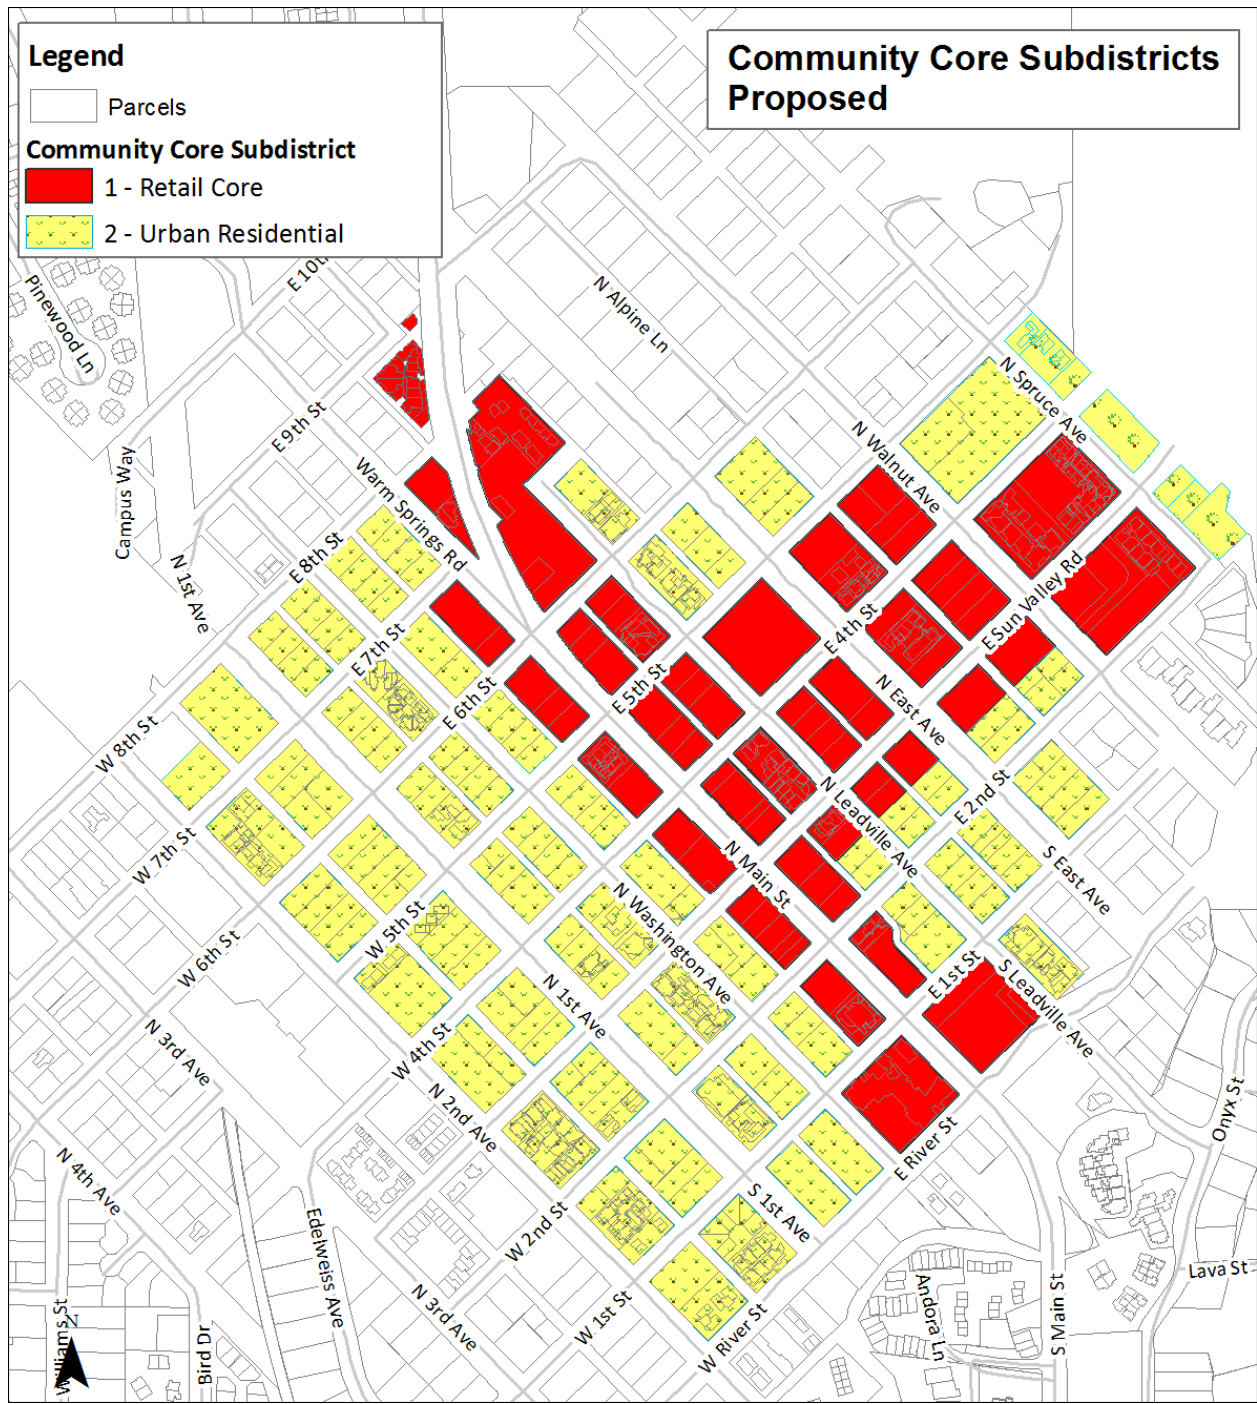 Legend
Parcels
Community Core Subdistrict
1 - Retail Core
2 - Urban Residential
Community Core Subdistricts
Proposed
E 10th
Pinewood Ln
N Alpine Ln
N Spruce Ave
E 9th St
N Walnut Ave
Campus Way
Warm Springs Rd
E 8th St
N 1st Ave
E Sun Valley Rd
E 7th St
E 4th St
E 6th St
E 5th St
N East Ave
W 8th St
E 2nd St
N Leadville Ave
W 7th St
N Main St
S East Ave
W 5th St
N Washington Ave
W 6th St
E 1st St
S Leadville Ave
N 1st Ave
N 3rd Ave
W 4th St
N 2nd Ave
Onyx St
E River St
N 4th Ave
S 1st Ave
W 2nd St
Edelweiss Ave
Lava St
N 3rd Ave
W 1st St
Andora Ln
S Main St
W River St
Williams St
Bird Dr
N